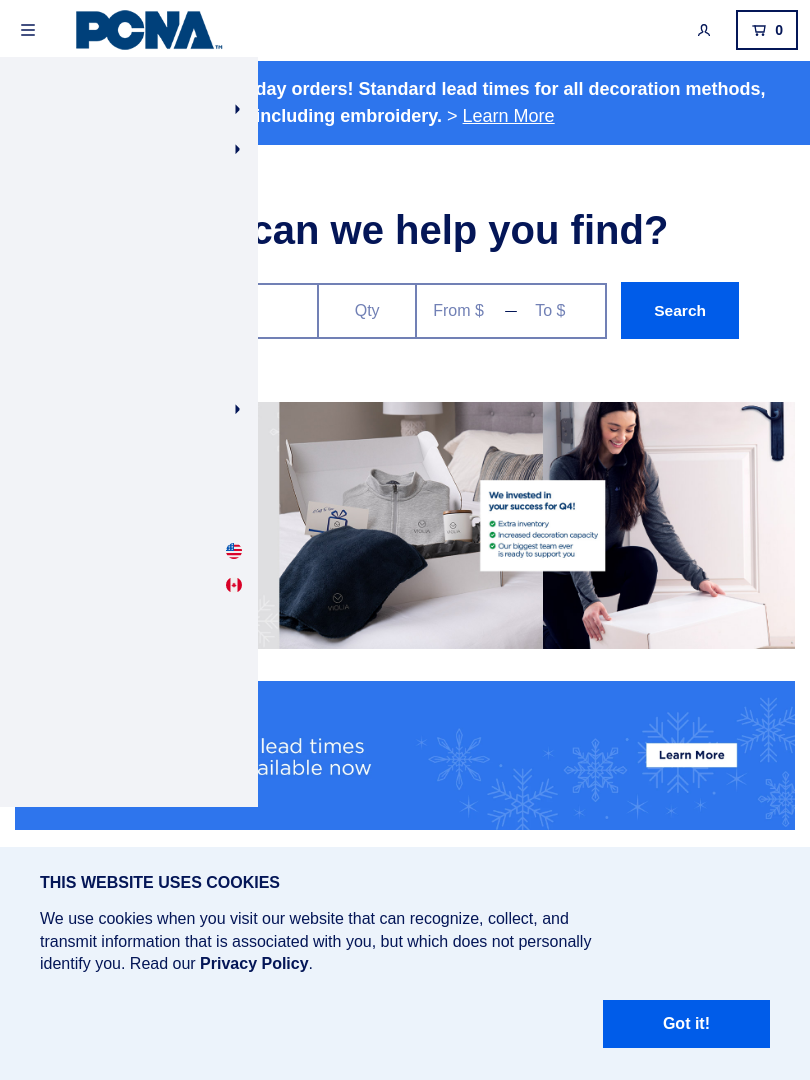 PCNA™
0
day orders! Standard lead times for all decoration methods,
including embroidery. > Learn More
can we help you find?
Qty
From $ — To $
Search
We invested in
your success for Q4!
Extra inventory
Increased decoration capacity
Our biggest team ever
is ready to support you
VIOLIA
lead times
ailable now
Learn More
THIS WEBSITE USES COOKIES
We use cookies when you visit our website that can recognize, collect, and
transmit information that is associated with you, but which does not personally
identify you. Read our Privacy Policy.
Got it!